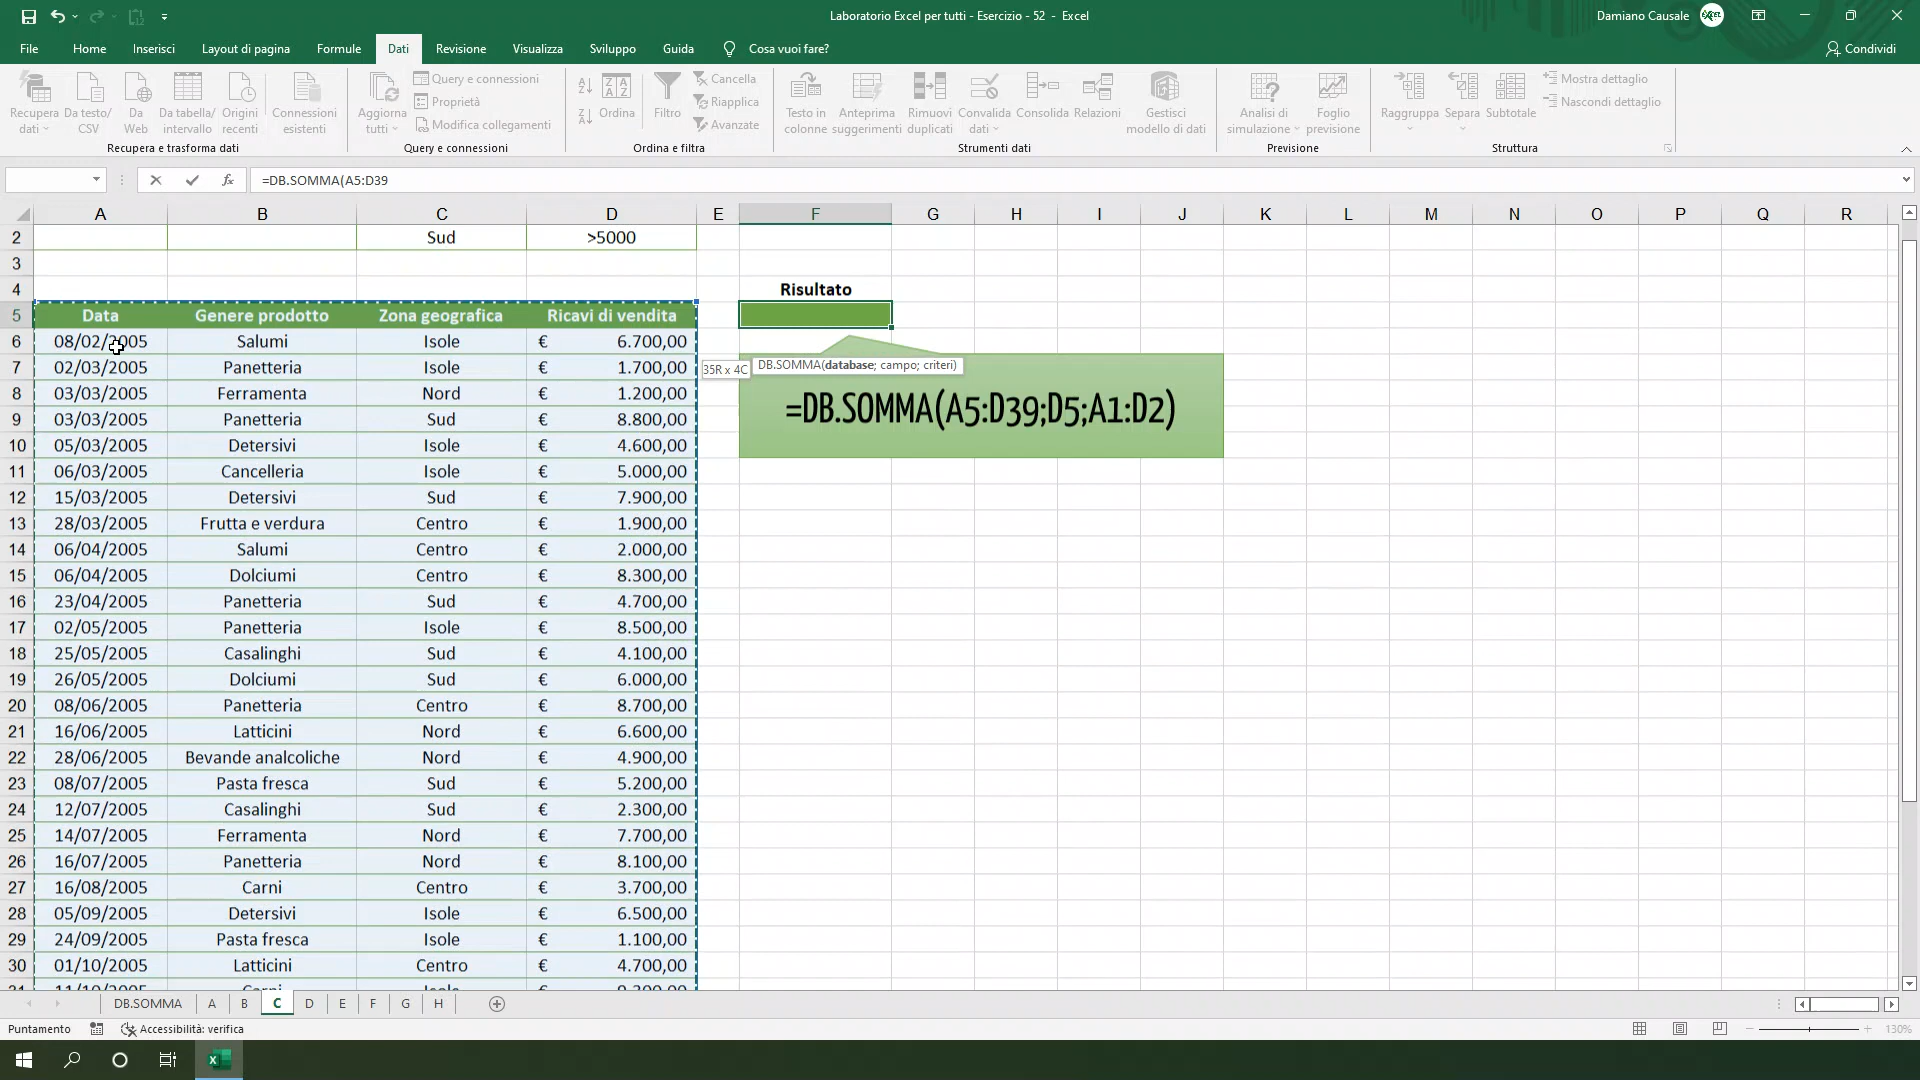 Laboratorio Excel per tutti - Esercizio - 52 - Excel
Damiano Causale
File Home Inserisci Layout di pagina Formule Dati Revisione Visualizza Sviluppo Guida Cosa vuoi fare? Condividi
Recupera dati
Da testo/ CSV
Da Web
Da tabella/ intervallo
Origini recenti
Connessioni esistenti
Recupera e trasforma dati
Aggiorna tutti
Query e connessioni
Proprietà
Modifica collegamenti
Query e connessioni
Ordina
Filtro
Cancella
Riapplica
Avanzate
Ordina e filtra
Testo in colonne
Anteprima suggerimenti
Rimuovi duplicati
Convalida dati
Consolida
Relazioni
Gestisci modello di dati
Strumenti dati
Analisi di simulazione
Foglio previsione
Previsione
Raggruppa
Separa
Subtotale
Mostra dettaglio
Nascondi dettaglio
Struttura
=DB.SOMMA(A5:D39
A B C D E F G H I J K L M N O P Q R
2 Sud >5000
3
4 Risultato
5 Data Genere prodotto Zona geografica Ricavi di vendita
6 08/02/2005 Salumi Isole € 6.700,00
7 02/03/2005 Panetteria Isole € 1.700,00
35R x 4C
DB.SOMMA(database; campo; criteri)
=DB.SOMMA(A5:D39;D5;A1:D2)
8 03/03/2005 Ferramenta Nord € 1.200,00
9 03/03/2005 Panetteria Sud € 8.800,00
10 05/03/2005 Detersivi Isole € 4.600,00
11 06/03/2005 Cancelleria Isole € 5.000,00
12 15/03/2005 Detersivi Sud € 7.900,00
13 28/03/2005 Frutta e verdura Centro € 1.900,00
14 06/04/2005 Salumi Centro € 2.000,00
15 06/04/2005 Dolciumi Centro € 8.300,00
16 23/04/2005 Panetteria Sud € 4.700,00
17 02/05/2005 Panetteria Isole € 8.500,00
18 25/05/2005 Casalinghi Sud € 4.100,00
19 26/05/2005 Dolciumi Sud € 6.000,00
20 08/06/2005 Panetteria Centro € 8.700,00
21 16/06/2005 Latticini Nord € 6.600,00
22 28/06/2005 Bevande analcoliche Nord € 4.900,00
23 08/07/2005 Pasta fresca Sud € 5.200,00
24 12/07/2005 Casalinghi Sud € 2.300,00
25 14/07/2005 Ferramenta Nord € 7.700,00
26 16/07/2005 Panetteria Nord € 8.100,00
27 16/08/2005 Carni Centro € 3.700,00
28 05/09/2005 Detersivi Isole € 6.500,00
29 24/09/2005 Pasta fresca Isole € 1.100,00
30 01/10/2005 Latticini Centro € 4.700,00
DB.SOMMA A B C D E F G H
Puntamento Accessibilità: verifica 130%